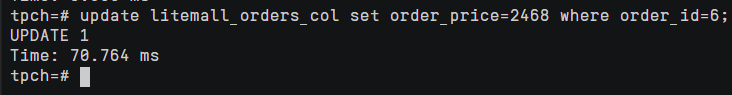 tpch=# update litemall_orders_col set order_price=2468 where order_id=6;
UPDATE 1
Time: 70.764 ms
tpch=#